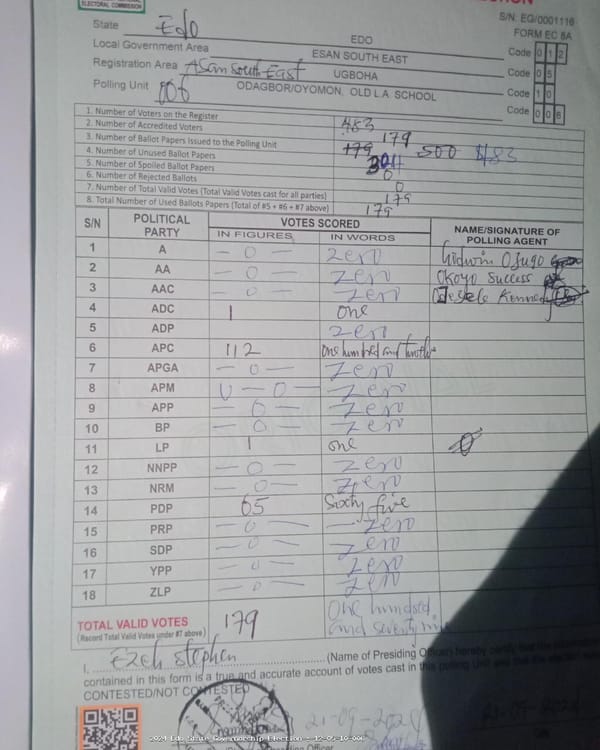 ELECTORAL COMMISSION
S/N: EG/0001116
FORM EC 8A
State Edo EDO Code 0 1 2
Local Government Area ESAN SOUTH EAST Code 0 5
Registration Area Asan South East UGBOHA Code 1 0
Polling Unit 006 ODAGBOR/OYOMON, OLD L.A. SCHOOL Code 0 0 6
1. Number of Voters on the Register 483
2. Number of Accredited Voters 179
3. Number of Ballot Papers Issued to the Polling Unit 179 500 483
4. Number of Unused Ballot Papers 304
5. Number of Spoiled Ballot Papers 0
6. Number of Rejected Ballots 0
7. Number of Total Valid Votes (Total Valid Votes cast for all parties) 179
8. Total Number of Used Ballots Papers (Total of #5 + #6 + #7 above) 179
S/N POLITICAL PARTY VOTES SCORED NAME/SIGNATURE OF POLLING AGENT
IN FIGURES IN WORDS
1 A - 0 - Zero Godwin Ojugo
2 AA - 0 - Zero Okoyo Success
3 AAC - 0 - Zero Kennedy
4 ADC 1 one
5 ADP Zero
6 APC 112 One hundred and twelve
7 APGA - 0 - Zero
8 APM 0 - 0 - Zero
9 APP - 0 - Zero
10 BP - 0 - Zero
11 LP 1 one
12 NNPP - 0 - Zero
13 NRM - 0 - Zero
14 PDP 65 Sixty five
15 PRP - 0 - - Zero
16 SDP - 0 - Zero
17 YPP - 0 - Zero
18 ZLP - 0 - Zero
TOTAL VALID VOTES 179 One hundred
(Record Total Valid Votes under #7 above) and seventy nine
I, Ezeh Stephen (Name of Presiding Officer) hereby certify that the
contained in this form is a true and accurate account of votes cast in this polling unit and that the
CONTESTED/NOT CONTESTED
21-09-2024 21-09-2024
2024 Edo State Governorship Election - 12-05-10-006
Presiding Officer